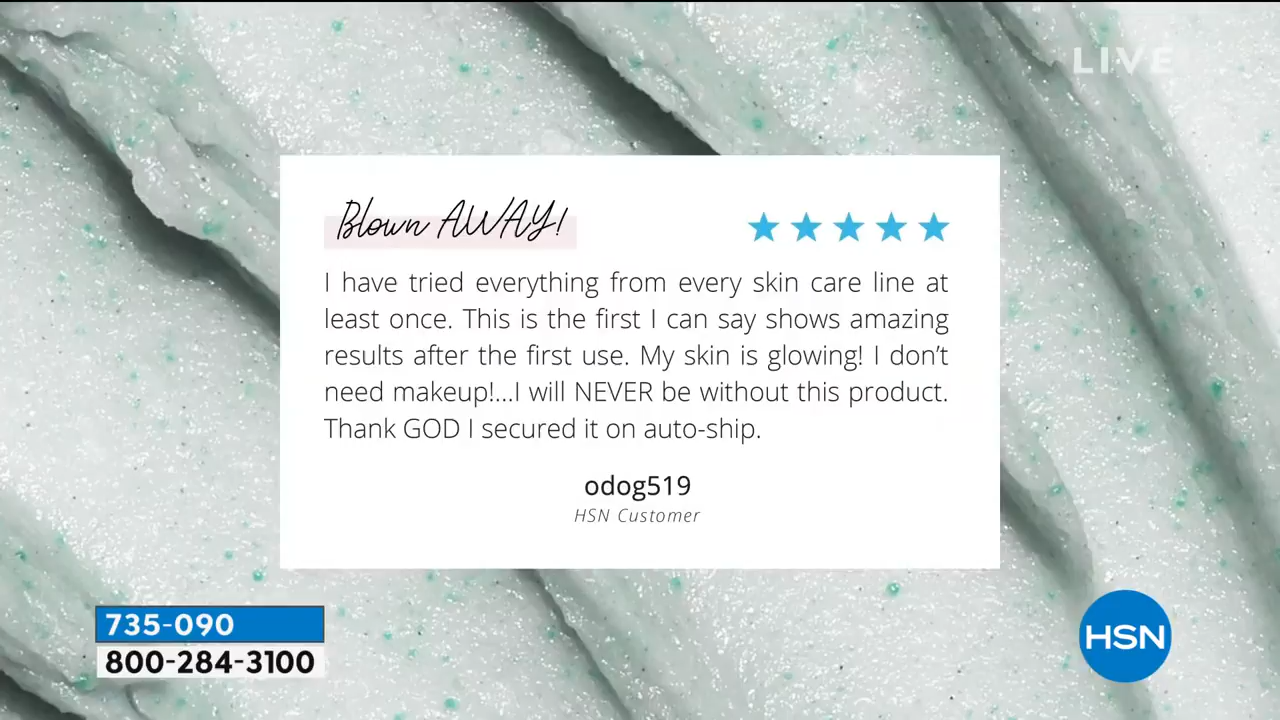 LIVE
Blown AWAY!
I have tried everything from every skin care line at
least once. This is the first I can say shows amazing
results after the first use. My skin is glowing! I don’t
need makeup!...I will NEVER be without this product.
Thank GOD I secured it on auto-ship.
odog519
HSN Customer
735-090
800-284-3100
HSN